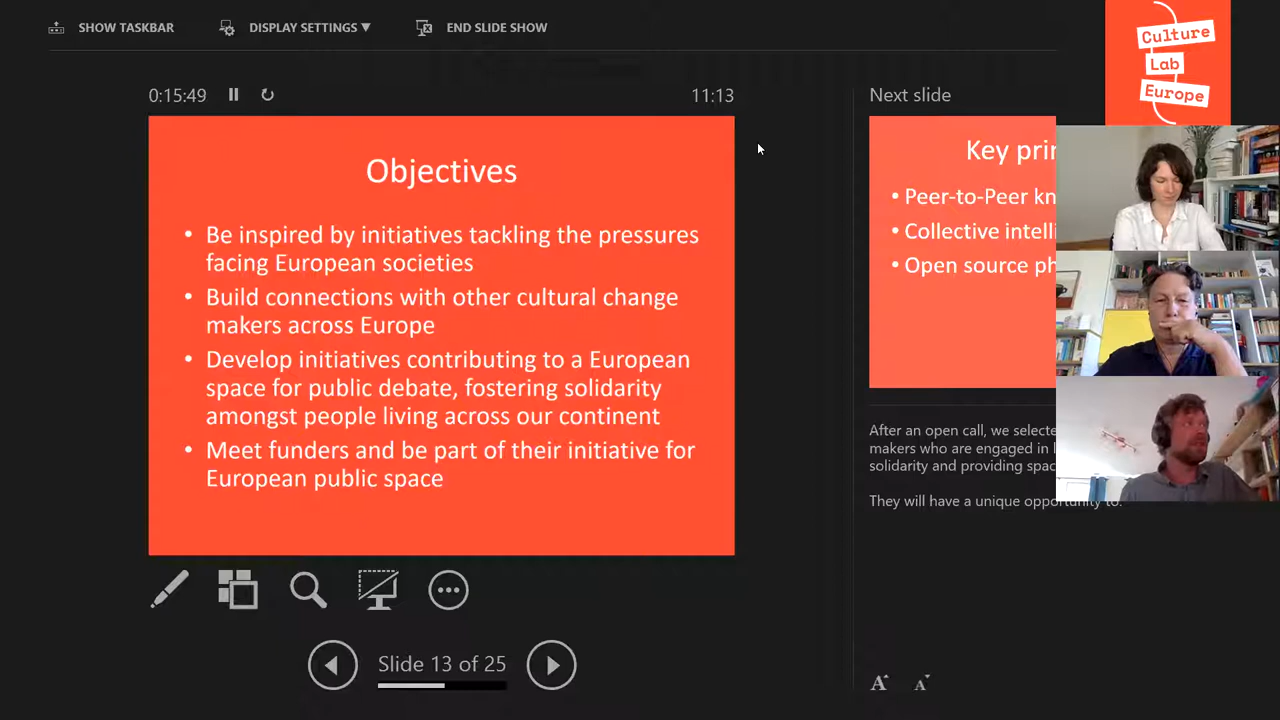 SHOW TASKBAR
DISPLAY SETTINGS ▼
END SLIDE SHOW
Culture
Lab
Europe
0:15:49
11:13
Next slide
Objectives
• Be inspired by initiatives tackling the pressures
facing European societies
• Build connections with other cultural change
makers across Europe
• Develop initiatives contributing to a European
space for public debate, fostering solidarity
amongst people living across our continent
• Meet funders and be part of their initiative for
European public space
Key prin
• Peer-to-Peer kn
• Collective intelli
• Open source ph
After an open call, we selecte
makers who are engaged in
solidarity and providing spac
They will have a unique opportunity to:
Slide 13 of 25
A A